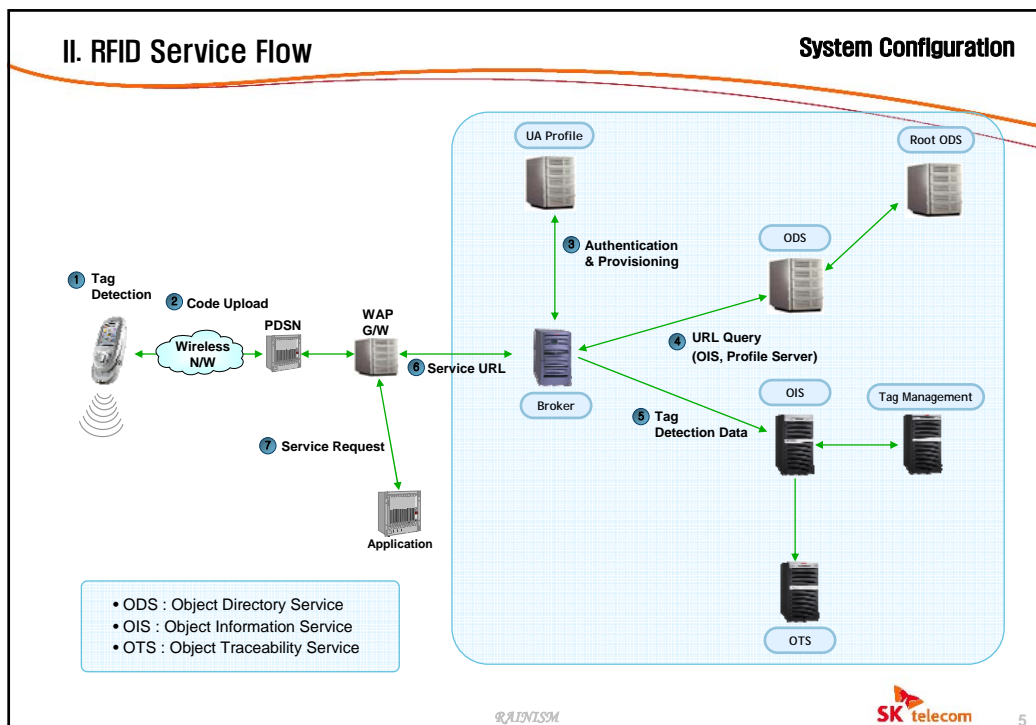 II. RFID Service Flow
System Configuration
UA Profile
Root ODS
3 Authentication
& Provisioning
ODS
1 Tag
Detection
2 Code Upload
PDSN
WAP
G/W
Wireless
N/W
6 Service URL
4 URL Query
(OIS, Profile Server)
Broker
OIS
Tag Management
5 Tag
Detection Data
7 Service Request
Application
• ODS : Object Directory Service
• OIS : Object Information Service
• OTS : Object Traceability Service
OTS
RAINISM
SK telecom
5